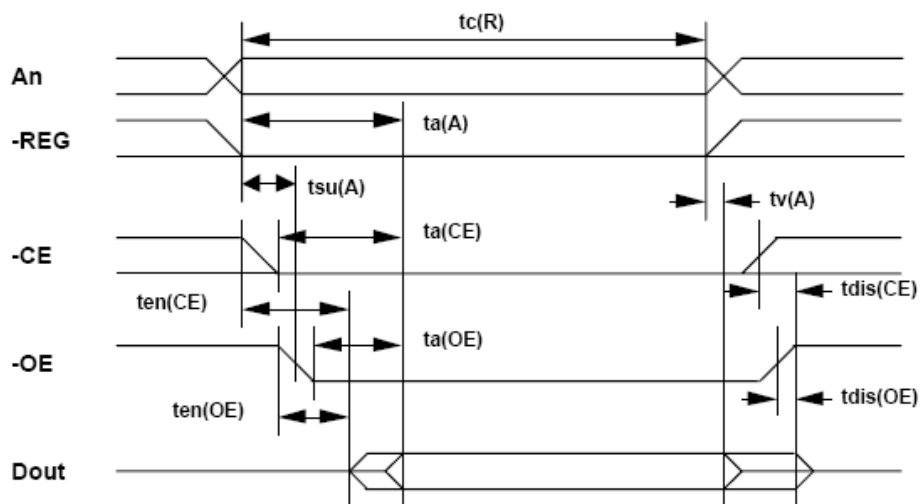 tc(R)
An
ta(A)
-REG
tsu(A)
tv(A)
ta(CE)
-CE
ten(CE)
tdis(CE)
ta(OE)
-OE
ten(OE)
tdis(OE)
Dout